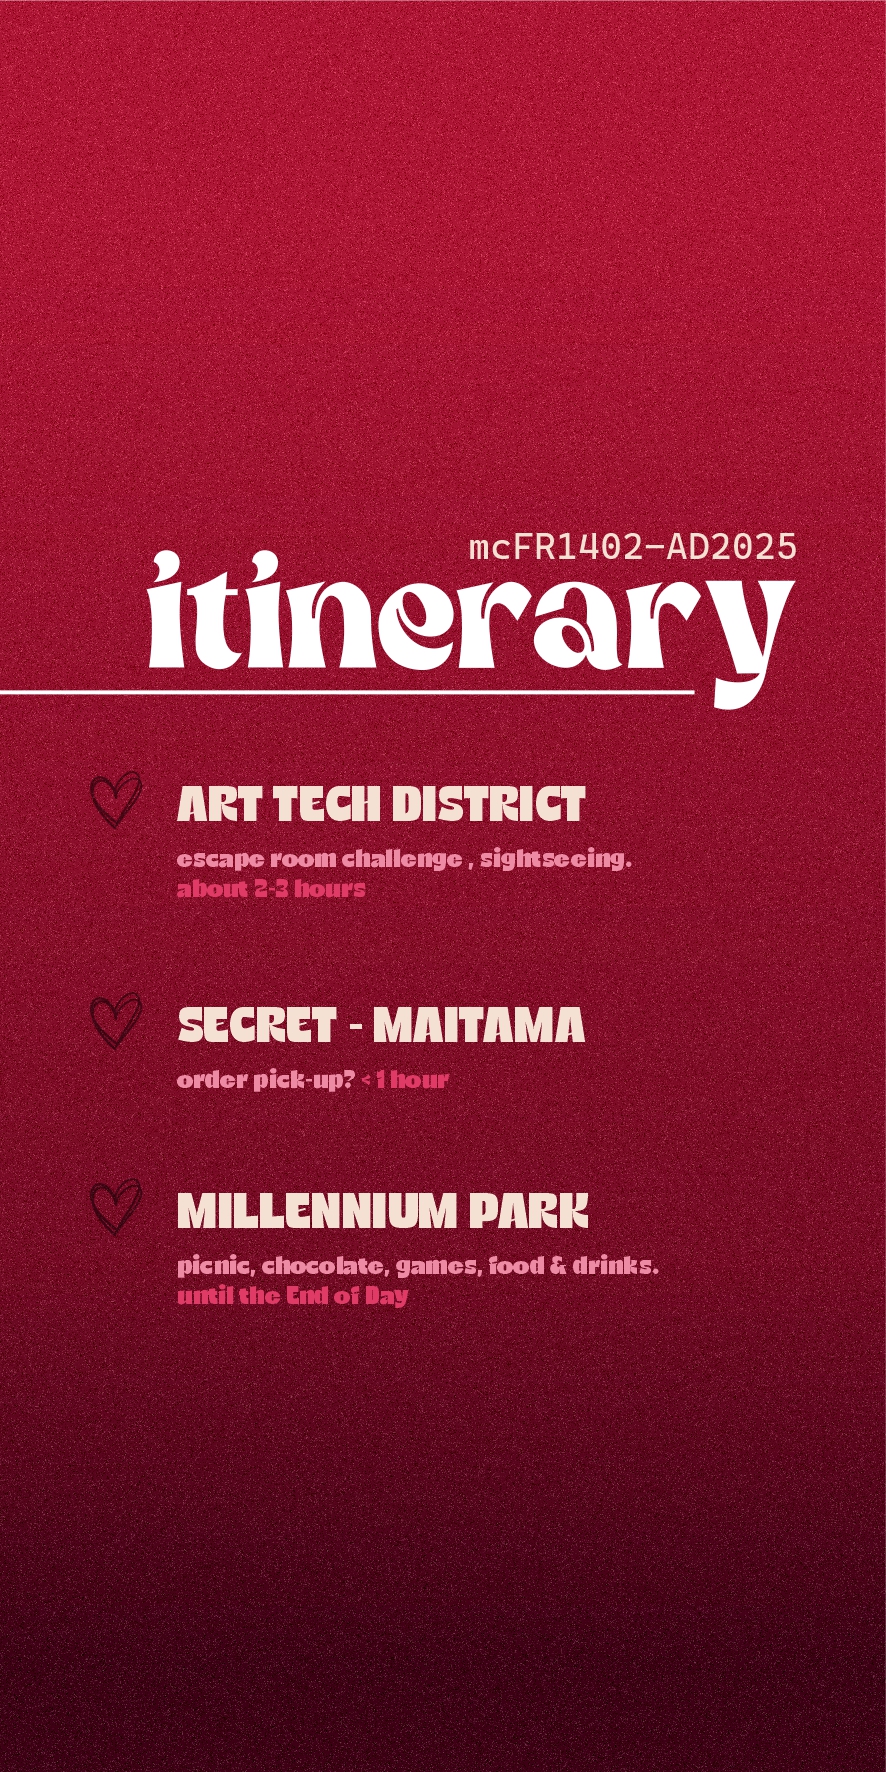 mcFR1402-AD2025
itinerary
ART TECH DISTRICT
escape room challenge , sightseeing.
about 2-3 hours
SECRET - MAITAMA
order pick-up? < 1 hour
MILLENNIUM PARK
picnic, chocolate, games, food & drinks.
until the End of Day